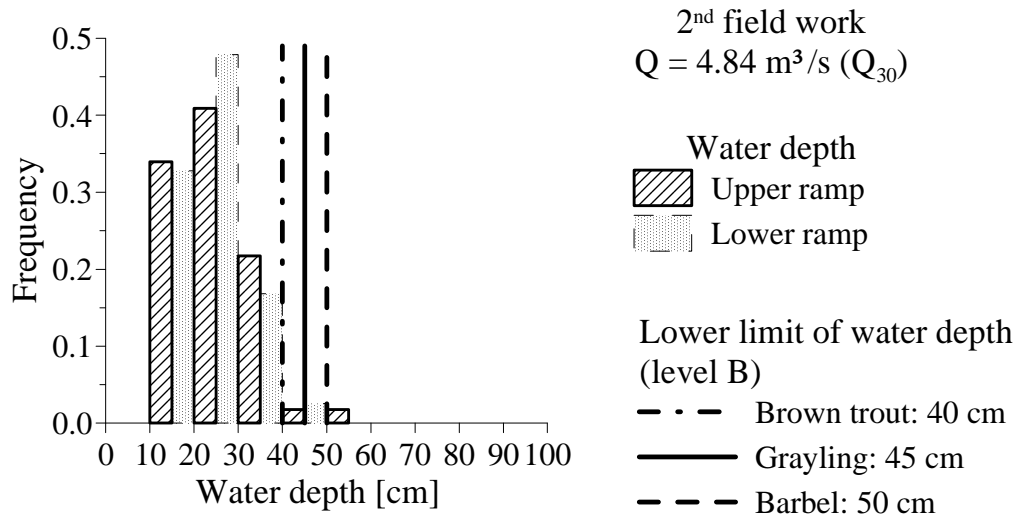 0.5
0.4
0.3
0.2
0.1
0.0
Frequency
0 10 20 30 40 50 60 70 80 90 100
Water depth [cm]
2nd field work
Q = 4.84 m³/s (Q30)
Water depth
Upper ramp
Lower ramp
Lower limit of water depth
(level B)
Brown trout: 40 cm
Grayling: 45 cm
Barbel: 50 cm